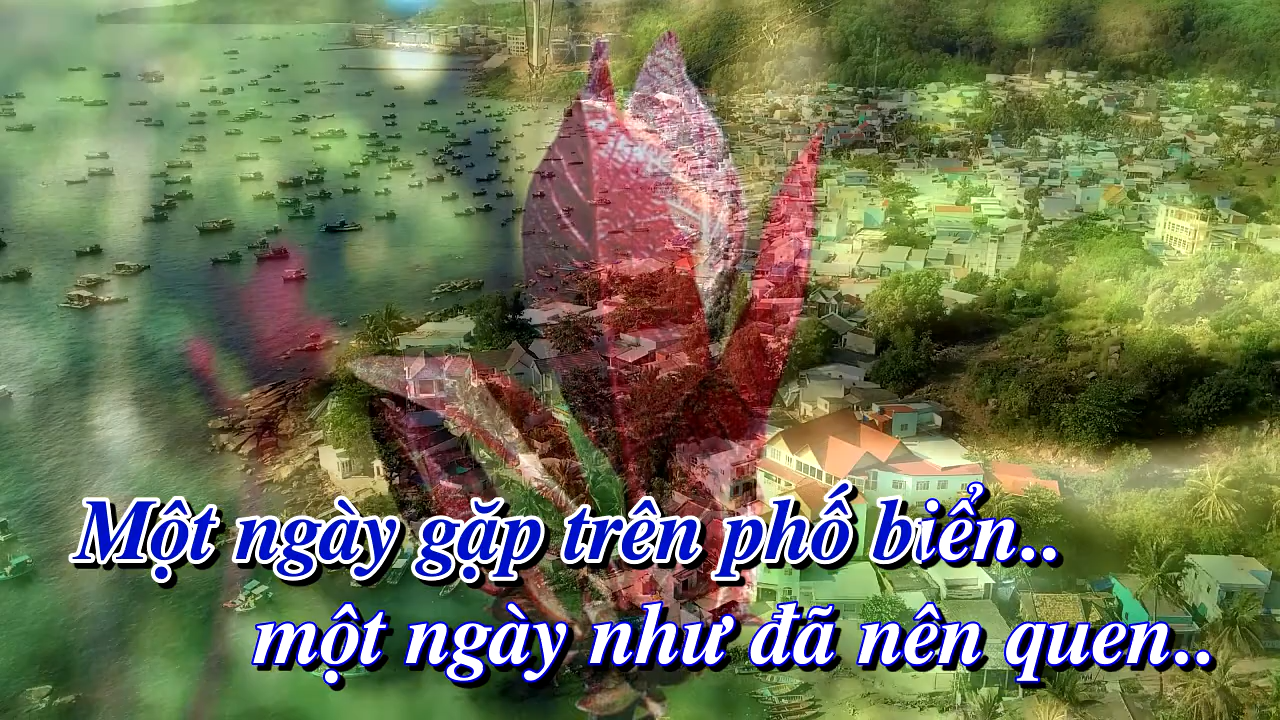 Một ngày gặp trên phố biển..
một ngày như đã nên quen..